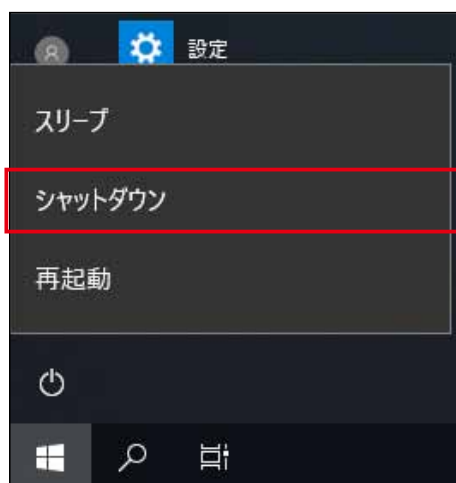 設定
スリープ
シャットダウン
再起動